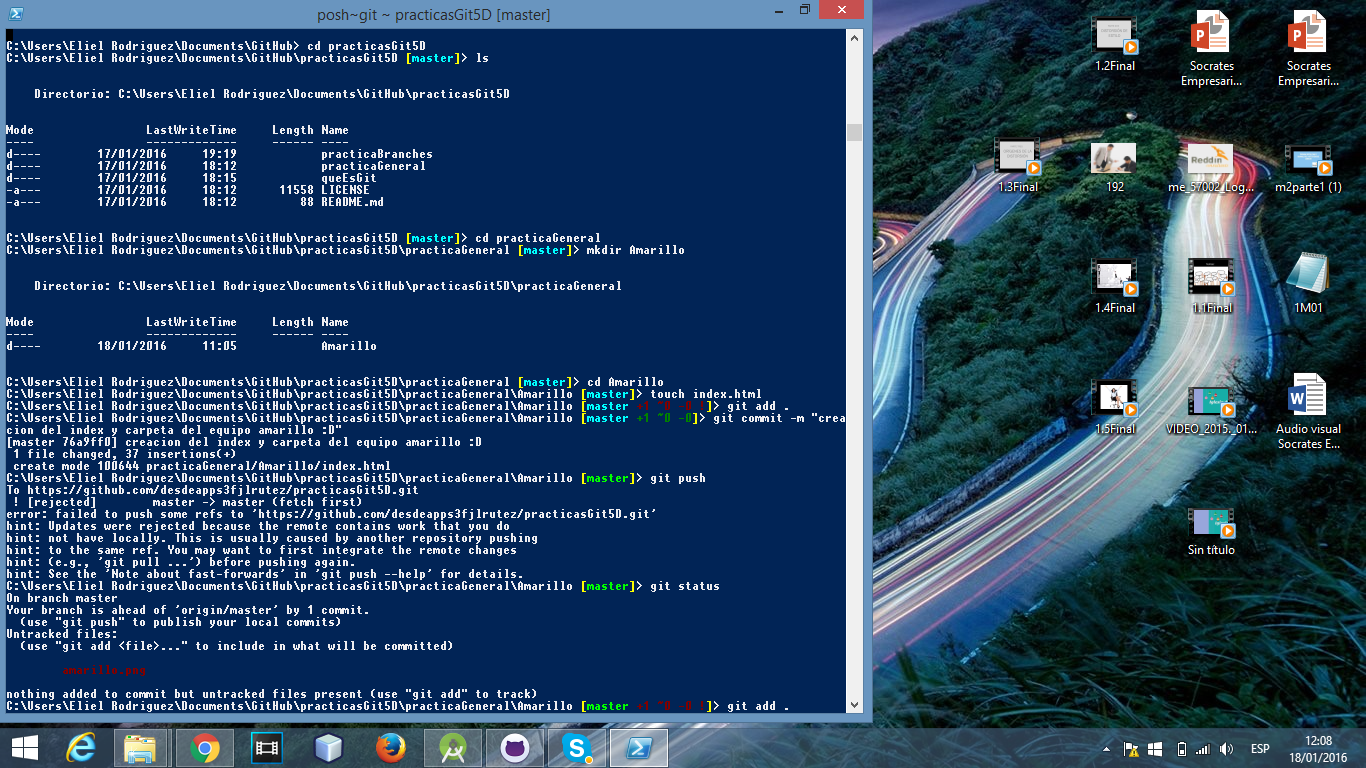 posh~git ~ practicasGit5D [master]
C:\Users\Eliel Rodriguez\Documents\GitHub> cd practicasGit5D
C:\Users\Eliel Rodriguez\Documents\GitHub\practicasGit5D [master]> ls
Directorio: C:\Users\Eliel Rodriguez\Documents\GitHub\practicasGit5D
Mode                LastWriteTime     Length Name
----                -------------     ------ ----
d----        17/01/2016     19:19            practicaBranches
d----        17/01/2016     18:12            practicaGeneral
d----        17/01/2016     18:15            rolesGit
-a---        17/01/2016     18:12      11558 LICENSE
-a---        17/01/2016     18:12         88 README.md
C:\Users\Eliel Rodriguez\Documents\GitHub\practicasGit5D [master]> cd practicaGeneral
C:\Users\Eliel Rodriguez\Documents\GitHub\practicasGit5D\practicaGeneral [master]> mkdir Amarillo
Directorio: C:\Users\Eliel Rodriguez\Documents\GitHub\practicasGit5D\practicaGeneral
Mode                LastWriteTime     Length Name
----                -------------     ------ ----
d----        18/01/2016     11:05            Amarillo
C:\Users\Eliel Rodriguez\Documents\GitHub\practicasGit5D\practicaGeneral [master]> cd Amarillo
C:\Users\Eliel Rodriguez\Documents\GitHub\practicasGit5D\practicaGeneral\Amarillo [master]> touch index.html
C:\Users\Eliel Rodriguez\Documents\GitHub\practicasGit5D\practicaGeneral\Amarillo [master +1 ~0 -0 !]> git add .
C:\Users\Eliel Rodriguez\Documents\GitHub\practicasGit5D\practicaGeneral\Amarillo [master +1 ~0 -0]> git commit -m "crea
cion del index y carpeta del equipo amarillo :D"
[master 76a9ff0] creacion del index y carpeta del equipo amarillo :D
1 file changed, 37 insertions(+)
create mode 100644 practicaGeneral/Amarillo/index.html
C:\Users\Eliel Rodriguez\Documents\GitHub\practicasGit5D\practicaGeneral\Amarillo [master]> git push
To https://github.com/desdeapps3fjlrutez/practicasGit5D.git
! [rejected]        master -> master (fetch first)
error: failed to push some refs to 'https://github.com/desdeapps3fjlrutez/practicasGit5D.git'
hint: Updates were rejected because the remote contains work that you do
hint: not have locally. This is usually caused by another repository pushing
hint: to the same ref. You may want to first integrate the remote changes
hint: (e.g., 'git pull ...') before pushing again.
hint: See the 'Note about fast-forwards' in 'git push --help' for details.
C:\Users\Eliel Rodriguez\Documents\GitHub\practicasGit5D\practicaGeneral\Amarillo [master]> git status
On branch master
Your branch is ahead of 'origin/master' by 1 commit.
(use "git push" to publish your local commits)
Untracked files:
(use "git add <file>..." to include in what will be committed)
amarillo.png
nothing added to commit but untracked files present (use "git add" to track)
C:\Users\Eliel Rodriguez\Documents\GitHub\practicasGit5D\practicaGeneral\Amarillo [master +1 ~0 -0 !]> git add .
1.2Final
Socrates
Empresari...
Socrates
Empresari...
1.3Final
192
Reddin
me_57002_Log...
m2parte1 (1)
1.4Final
1.1Final
1M01
1.5Final
VIDEO_2015._01...
Audio visual
Socrates E...
Sin título
ESP
12:08
18/01/2016